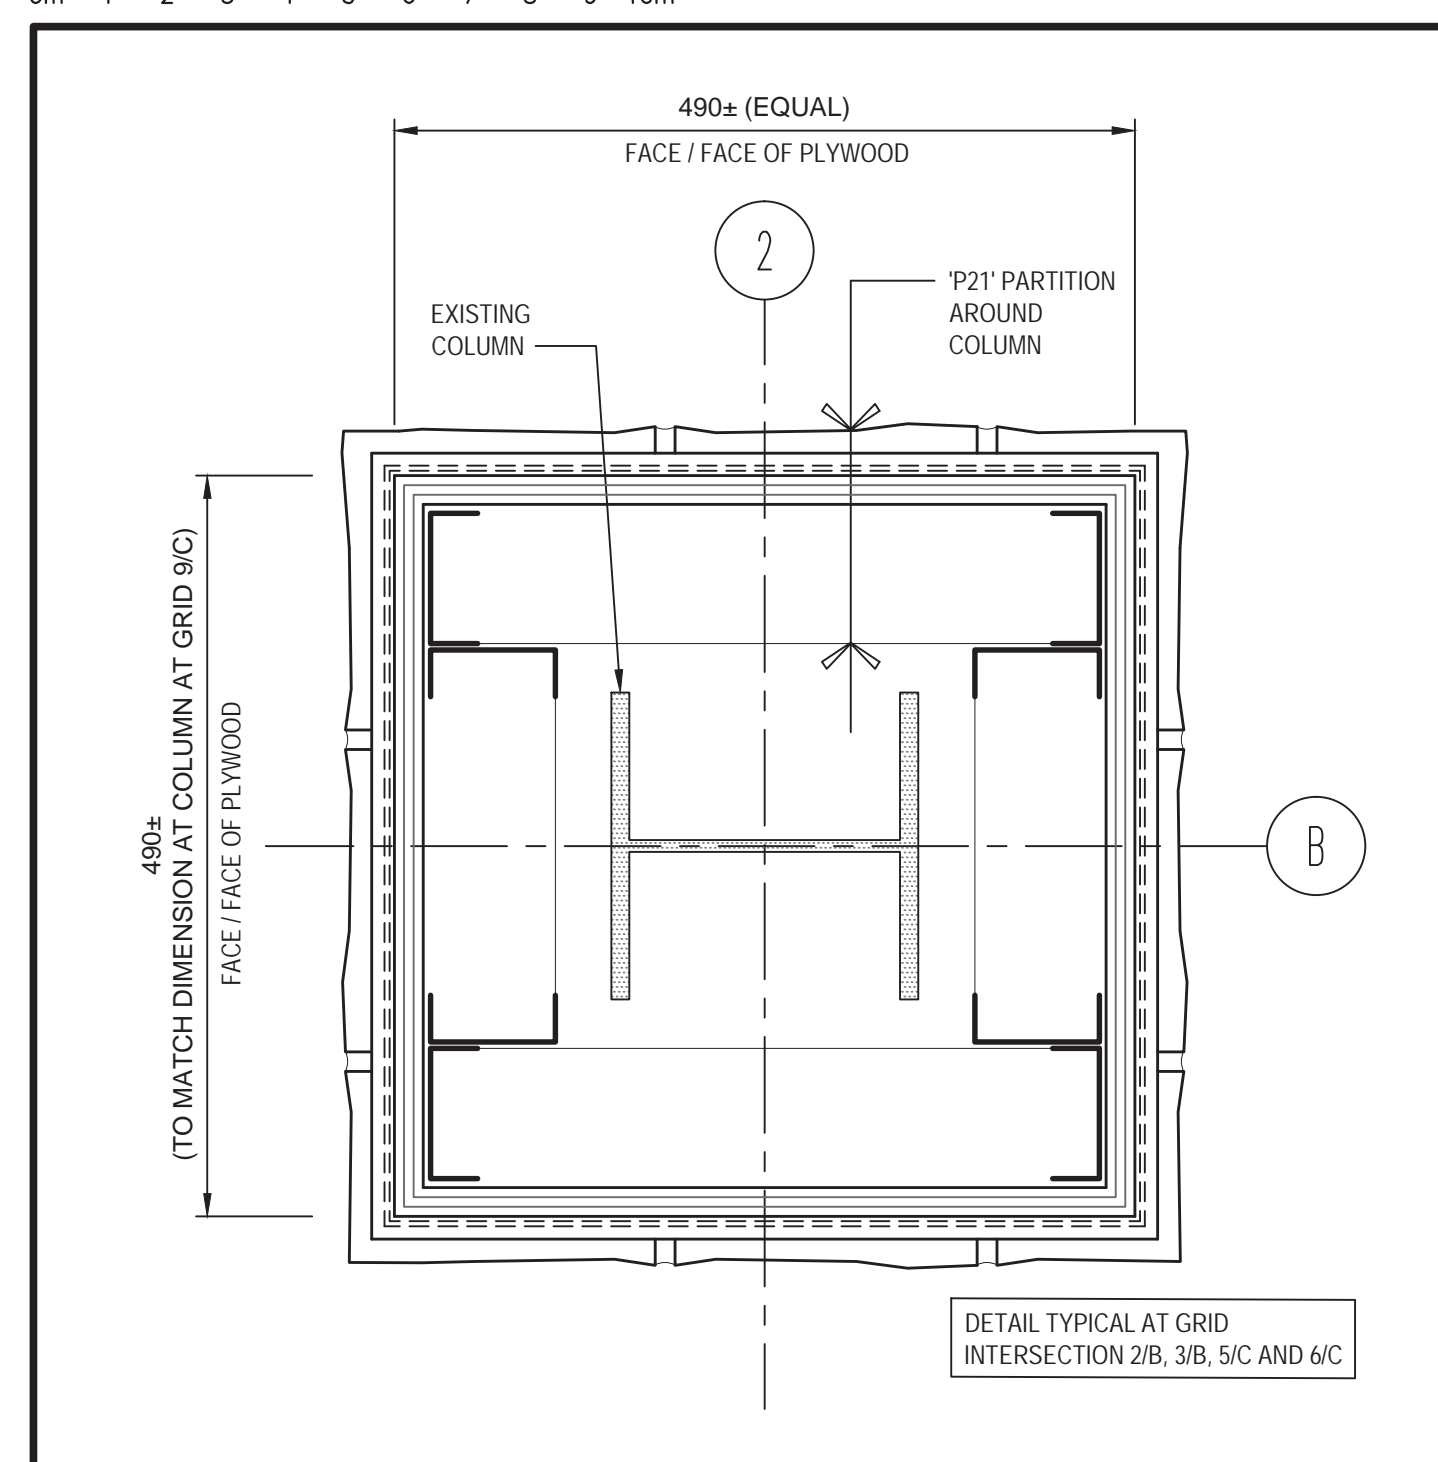 490± (EQUAL)
FACE / FACE OF PLYWOOD
2
'P21' PARTITION
AROUND
COLUMN
EXISTING
COLUMN
490±
(TO MATCH DIMENSION AT COLUMN AT GRID 9/C)
FACE / FACE OF PLYWOOD
B
DETAIL TYPICAL AT GRID
INTERSECTION 2/B, 3/B, 5/C AND 6/C